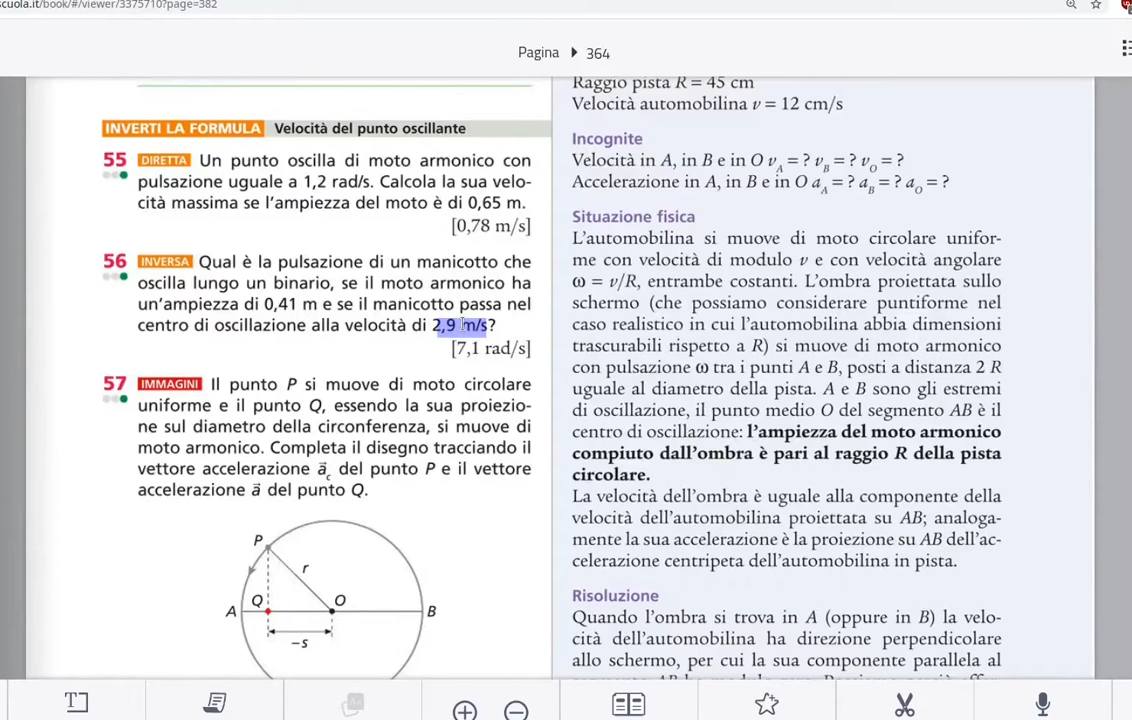 scuola.it/book/#/viewer/3375710?page=382
Pagina 364
INVERTI LA FORMULA Velocità del punto oscillante
55 DIRETTA Un punto oscilla di moto armonico con
pulsazione uguale a 1,2 rad/s. Calcola la sua velo-
cità massima se l'ampiezza del moto è di 0,65 m.
[0,78 m/s]
56 INVERSA Qual è la pulsazione di un manicotto che
oscilla lungo un binario, se il moto armonico ha
un'ampiezza di 0,41 m e se il manicotto passa nel
centro di oscillazione alla velocità di 2,9 m/s?
[7,1 rad/s]
57 IMMAGINI Il punto P si muove di moto circolare
uniforme e il punto Q, essendo la sua proiezio-
ne sul diametro della circonferenza, si muove di
moto armonico. Completa il disegno tracciando il
vettore accelerazione a⃗c del punto P e il vettore
accelerazione a⃗ del punto Q.
P
r
A Q O B
−s
Raggio pista R = 45 cm
Velocità automobilina v = 12 cm/s
Incognite
Velocità in A, in B e in O vA = ? vB = ? vO = ?
Accelerazione in A, in B e in O aA = ? aB = ? aO = ?
Situazione fisica
L'automobilina si muove di moto circolare unifor-
me con velocità di modulo v e con velocità angolare
ω = v/R, entrambe costanti. L'ombra proiettata sullo
schermo (che possiamo considerare puntiforme nel
caso realistico in cui l'automobilina abbia dimensioni
trascurabili rispetto a R) si muove di moto armonico
con pulsazione ω tra i punti A e B, posti a distanza 2 R
uguale al diametro della pista. A e B sono gli estremi
di oscillazione, il punto medio O del segmento AB è il
centro di oscillazione: l'ampiezza del moto armonico
compiuto dall'ombra è pari al raggio R della pista
circolare.
La velocità dell'ombra è uguale alla componente della
velocità dell'automobilina proiettata su AB; analoga-
mente la sua accelerazione è la proiezione su AB dell'ac-
celerazione centripeta dell'automobilina in pista.
Risoluzione
Quando l'ombra si trova in A (oppure in B) la velo-
cità dell'automobilina ha direzione perpendicolare
allo schermo, per cui la sua componente parallela al